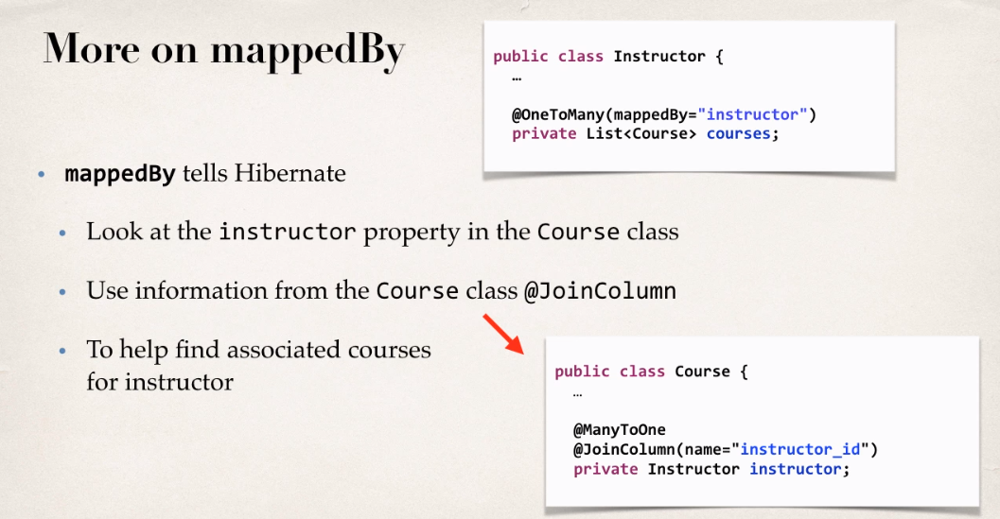 More on mappedBy
public class Instructor {
…
@OneToMany(mappedBy="instructor")
private List<Course> courses;
• mappedBy tells Hibernate
• Look at the instructor property in the Course class
• Use information from the Course class @JoinColumn
• To help find associated courses
for instructor
public class Course {
…
@ManyToOne
@JoinColumn(name="instructor_id")
private Instructor instructor;